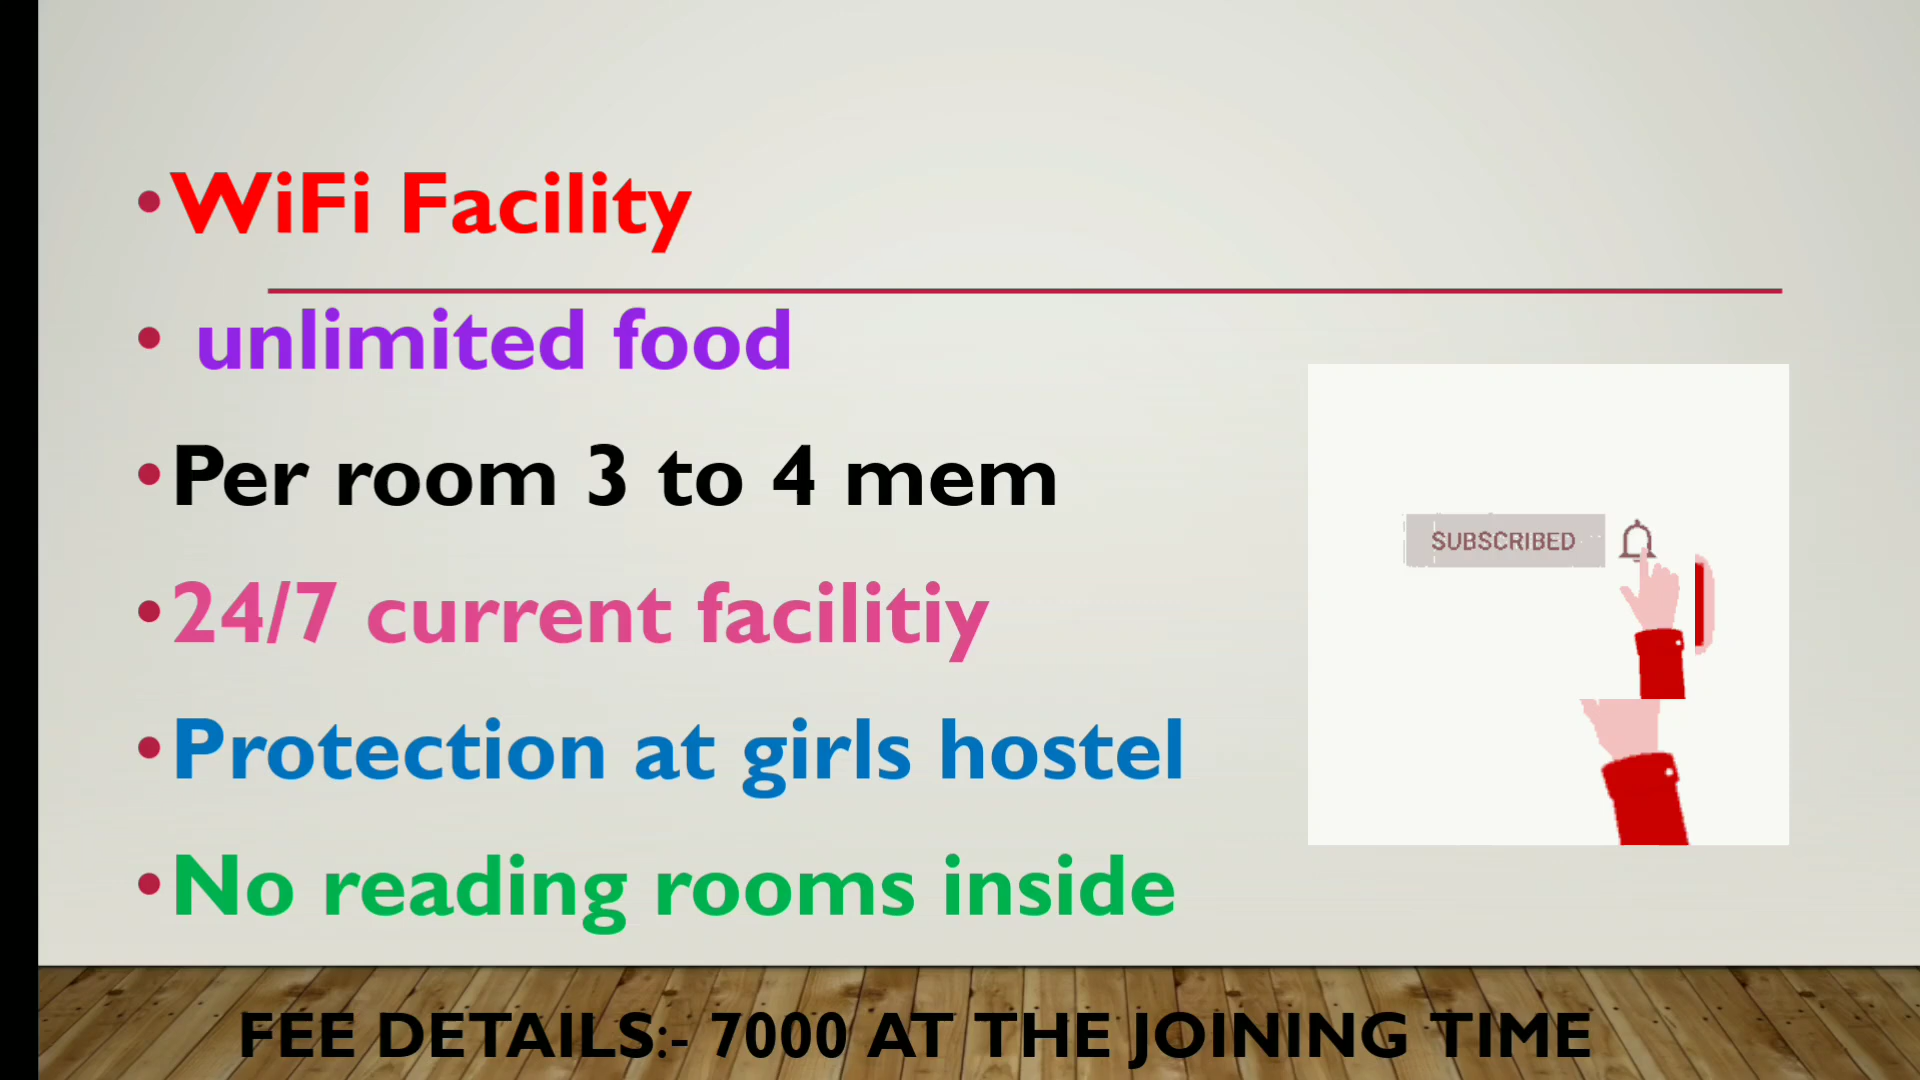 •WiFi Facility
• unlimited food
•Per room 3 to 4 mem
•24/7 current facilitiy
•Protection at girls hostel
•No reading rooms inside
SUBSCRIBED
FEE DETAILS:- 7000 AT THE JOINING TIME